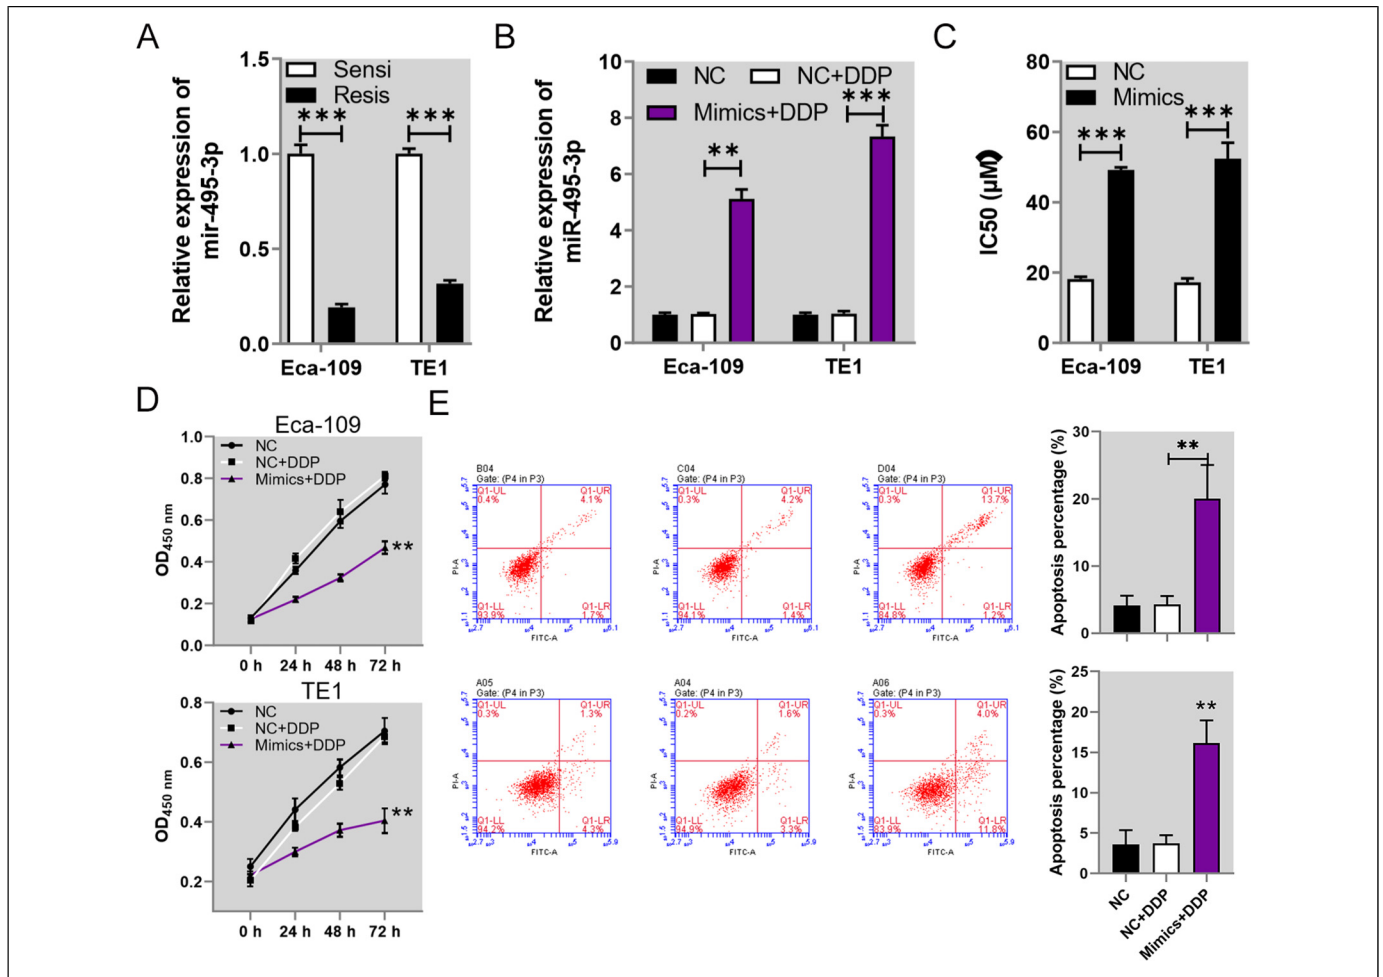 A
Relative expression of
mir-495-3p
1.5
1.0
0.5
0.0
Sensi
Resis
***
***
Eca-109
TE1
B
Relative expression of
miR-495-3p
10
8
6
4
2
0
NC
NC+DDP
Mimics+DDP
**
***
Eca-109
TE1
C
IC50 (μM)
80
60
40
20
0
NC
Mimics
***
***
Eca-109
TE1
D
Eca-109
OD450 nm
1.0
0.8
0.6
0.4
0.2
0.0
NC
NC+DDP
Mimics+DDP
**
0 h 24 h 48 h 72 h
TE1
OD450 nm
0.8
0.6
0.4
0.2
NC
NC+DDP
Mimics+DDP
**
0 h 24 h 48 h 72 h
E
B04
Gate: (P4 in P3)
Q1-UL
0.4%
Q1-UR
4.1%
Q1-LL
93.9%
Q1-LR
1.7%
PI-A
FITC-A
C04
Gate: (P4 in P3)
Q1-UL
0.3%
Q1-UR
4.2%
Q1-LL
94.1%
Q1-LR
1.4%
PI-A
FITC-A
D04
Gate: (P4 in P3)
Q1-UL
0.3%
Q1-UR
13.7%
Q1-LL
84.8%
Q1-LR
1.2%
PI-A
FITC-A
Apoptosis percentage (%)
30
20
10
0
**
A05
Gate: (P4 in P3)
Q1-UL
0.3%
Q1-UR
1.3%
Q1-LL
94.2%
Q1-LR
4.3%
PI-A
FITC-A
A04
Gate: (P4 in P3)
Q1-UL
0.2%
Q1-UR
1.6%
Q1-LL
94.9%
Q1-LR
3.3%
PI-A
FITC-A
A06
Gate: (P4 in P3)
Q1-UL
0.3%
Q1-UR
4.0%
Q1-LL
83.9%
Q1-LR
11.8%
PI-A
FITC-A
Apoptosis percentage (%)
25
20
15
10
5
0
**
NC
NC+DDP
Mimics+DDP